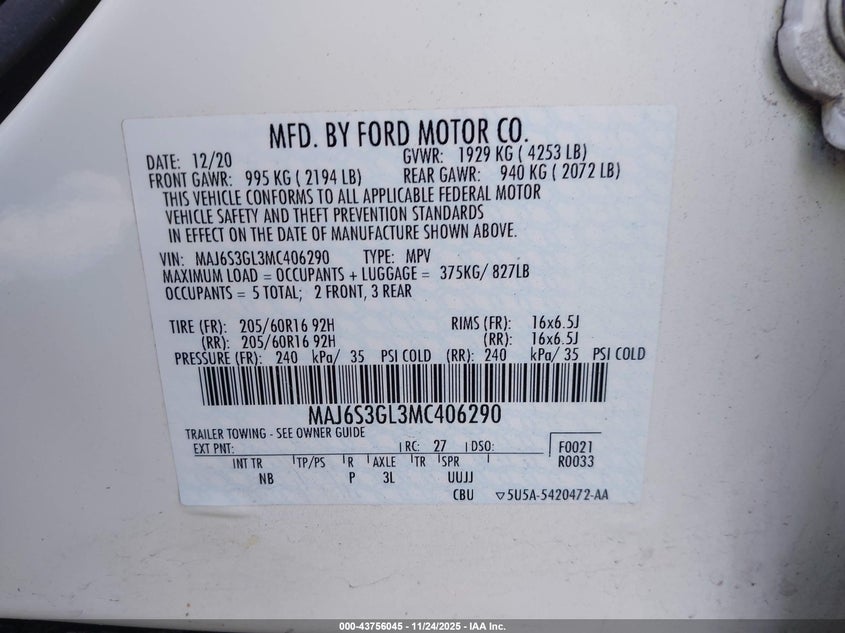 MFD. BY FORD MOTOR CO.
DATE: 12/20 GVWR: 1929 KG ( 4253 LB)
FRONT GAWR: 995 KG ( 2194 LB) REAR GAWR: 940 KG ( 2072 LB)
THIS VEHICLE CONFORMS TO ALL APPLICABLE FEDERAL MOTOR
VEHICLE SAFETY AND THEFT PREVENTION STANDARDS
IN EFFECT ON THE DATE OF MANUFACTURE SHOWN ABOVE.
VIN: MAJ6S3GL3MC406290 TYPE: MPV
MAXIMUM LOAD = OCCUPANTS + LUGGAGE = 375KG/ 827LB
OCCUPANTS = 5 TOTAL; 2 FRONT, 3 REAR
TIRE (FR): 205/60R16 92H RIMS (FR): 16x6.5J
(RR): 205/60R16 92H (RR): 16x6.5J
PRESSURE (FR): 240 kPa/ 35 PSI COLD (RR): 240 kPa/ 35 PSI COLD
MAJ6S3GL3MC406290
TRAILER TOWING - SEE OWNER GUIDE
EXT PNT: RC: 27 DSO: F0021
INT TR TP/PS R AXLE TR SPR R0033
NB P 3L UUJJ
CBU 5U5A-5420472-AA
000-43756045 - 11/24/2025 - IAA Inc.